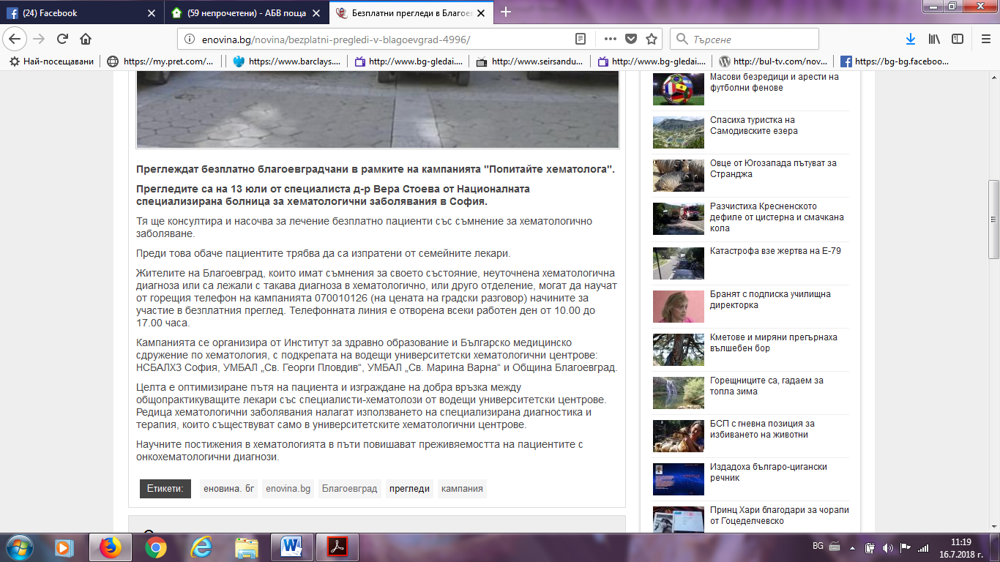 (24) Facebook
(59 непрочетени) - АБВ поща
Безплатни прегледи в Благоев
enovina.bg/novina/bezplatni-pregledi-v-blagoevgrad-4996/
Търсене
Най-посещавани
https://my.pret.com/...
https://www.barclays....
http://www.bg-gledai....
http://www.seirsandu...
http://www.bg-gledai....
http://bul-tv.com/nov...
https://bg-bg.faceboo...
Преглеждат безплатно благоевградчани в рамките на кампанията "Попитайте хематолога".
Прегледите са на 13 юли от специалиста д-р Вера Стоева от Националната
специализирана болница за хематологични заболявания в София.
Тя ще консултира и насочва за лечение безплатно пациенти със съмнение за хематологично
заболяване.
Преди това обаче пациентите трябва да са изпратени от семейните лекари.
Жителите на Благоевград, които имат съмнения за своето състояние, неуточнена хематологична
диагноза или са лежали с такава диагноза в хематологично, или друго отделение, могат да научат
от горещия телефон на кампанията 070010126 (на цената на градски разговор) начините за
участие в безплатния преглед. Телефонната линия е отворена всеки работен ден от 10.00 до
17.00 часа.
Кампанията се организира от Институт за здравно образование и Българско медицинско
сдружение по хематология, с подкрепата на водещи университетски хематологични центрове:
НСБАЛХЗ София, УМБАЛ „Св. Георги Пловдив“, УМБАЛ „Св. Марина Варна“ и Община Благоевград.
Целта е оптимизиране пътя на пациента и изграждане на добра връзка между
общопрактикуващите лекари със специалисти-хематолози от водещи университетски центрове.
Редица хематологични заболявания налагат използването на специализирана диагностика и
терапия, които съществуват само в университетските хематологични центрове.
Научните постижения в хематологията в пъти повишават преживяемостта на пациентите с
онкохематологични диагнози.
Етикети: еновина. бг enovina.bg Благоевград прегледи кампания
Масови безредици и арести на
футболни фенове
Спасиха туристка на
Самодивските езера
Овце от Югозапада пътуват за
Странджа
Разчистиха Кресненското
дефиле от цистерна и смачкана
кола
Катастрофа взе жертва на Е-79
Бранят с подписка училищна
директорка
Кметове и миряни прегърнаха
вълшебен бор
Горещниците са, гадаем за
топла зима
БСП с гневна позиция за
избиването на животни
Издадоха българо-цигански
речник
Принц Хари благодари за чорапи
от Гоцеделчевско
BG
11:19
16.7.2018 г.